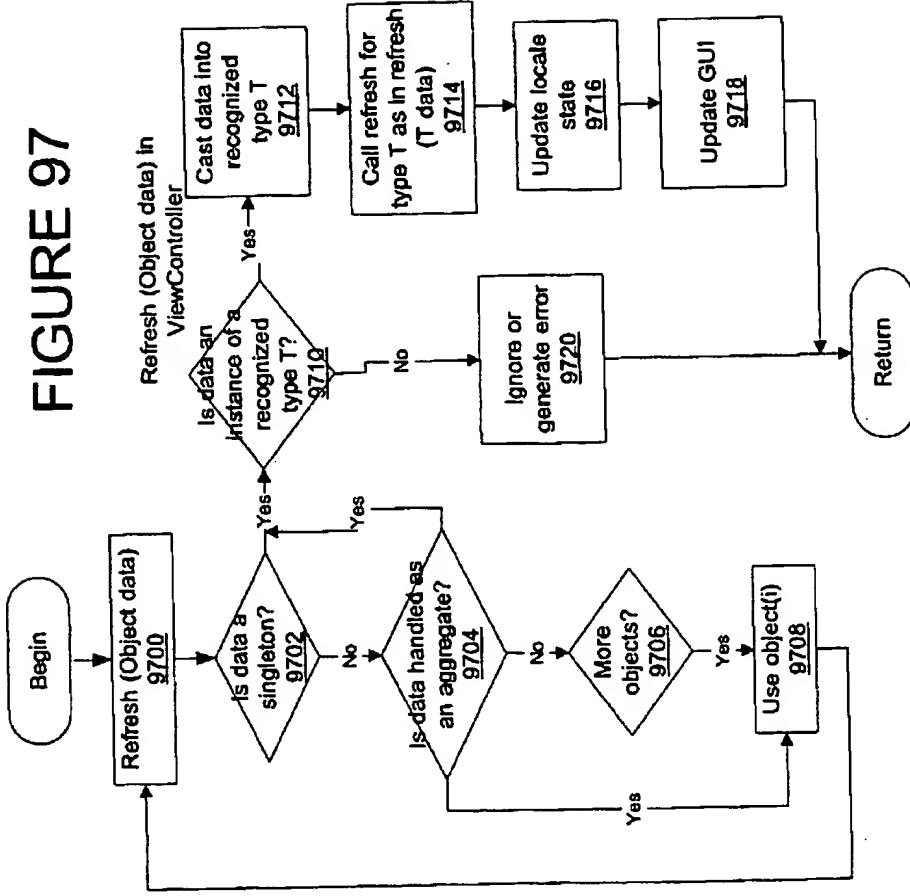 FIGURE 97
Begin
Refresh (Object data)
9700
Is data a
singleton?
9702
Yes
No
Is data handled as
an aggregate?
9704
Yes
Yes
No
More
objects?
9706
Yes
Use object(i)
9708
Refresh (Object data) in
ViewController
Is data an
instance of a
recognized
type T?
9710
Yes
No
Cast data into
recognized
type T
9712
Call refresh for
type T as in refresh
(T data)
9714
Update locale
state
9716
Update GUI
9718
Ignore or
generate error
9720
Return